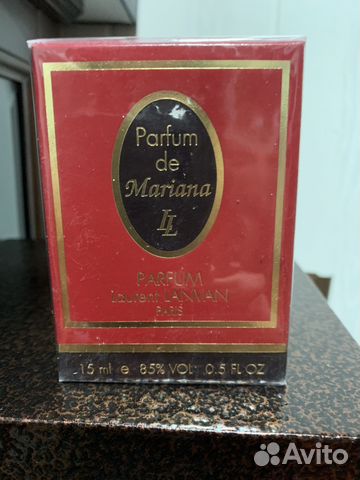 Parfum
de
Mariana
LL
PARFUM
Laurent LANVAN
PARIS
15 ml e 85% VOL. 0.5 FL OZ
Avito